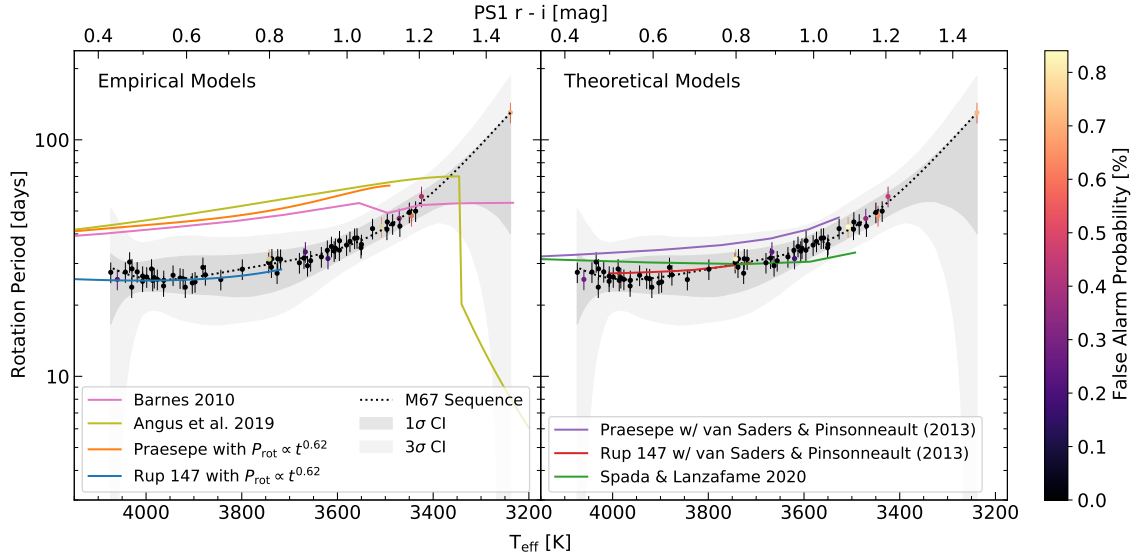 PS1 r - i [mag]
0.4 0.6 0.8 1.0 1.2 1.4 0.4 0.6 0.8 1.0 1.2 1.4
Empirical Models
Theoretical Models
100
10
Rotation Period [days]
Barnes 2010
Angus et al. 2019
Praesepe with P_rot ∝ t^0.62
Rup 147 with P_rot ∝ t^0.62
M67 Sequence
1σ CI
3σ CI
Praesepe w/ van Saders & Pinsonneault (2013)
Rup 147 w/ van Saders & Pinsonneault (2013)
Spada & Lanzafame 2020
4000 3800 3600 3400 3200 4000 3800 3600 3400 3200
T_eff [K]
0.8
0.7
0.6
0.5
0.4
0.3
0.2
0.1
0.0
False Alarm Probability [%]